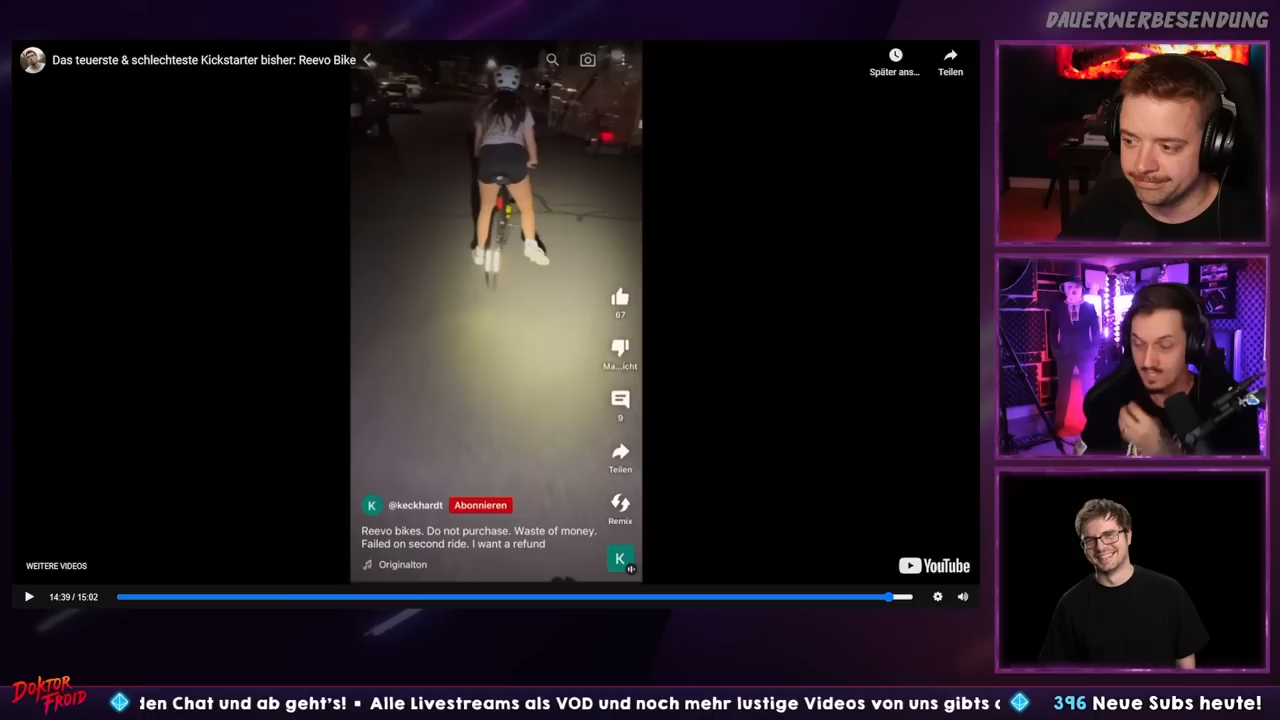 DAUERWERBESENDUNG
Das teuerste & schlechteste Kickstarter bisher: Reevo Bike
Später ans...
Teilen
67
Ma...icht
9
Teilen
Remix
K
@keckhardt
Abonnieren
Reevo bikes. Do not purchase. Waste of money.
Failed on second ride. I want a refund
Originalton
K
WEITERE VIDEOS
YouTube
14:39 / 15:02
DOKTOR
FROID
den Chat und ab geht's! ▪ Alle Livestreams als VOD und noch mehr lustige Videos von uns gibts
396 Neue Subs heute!